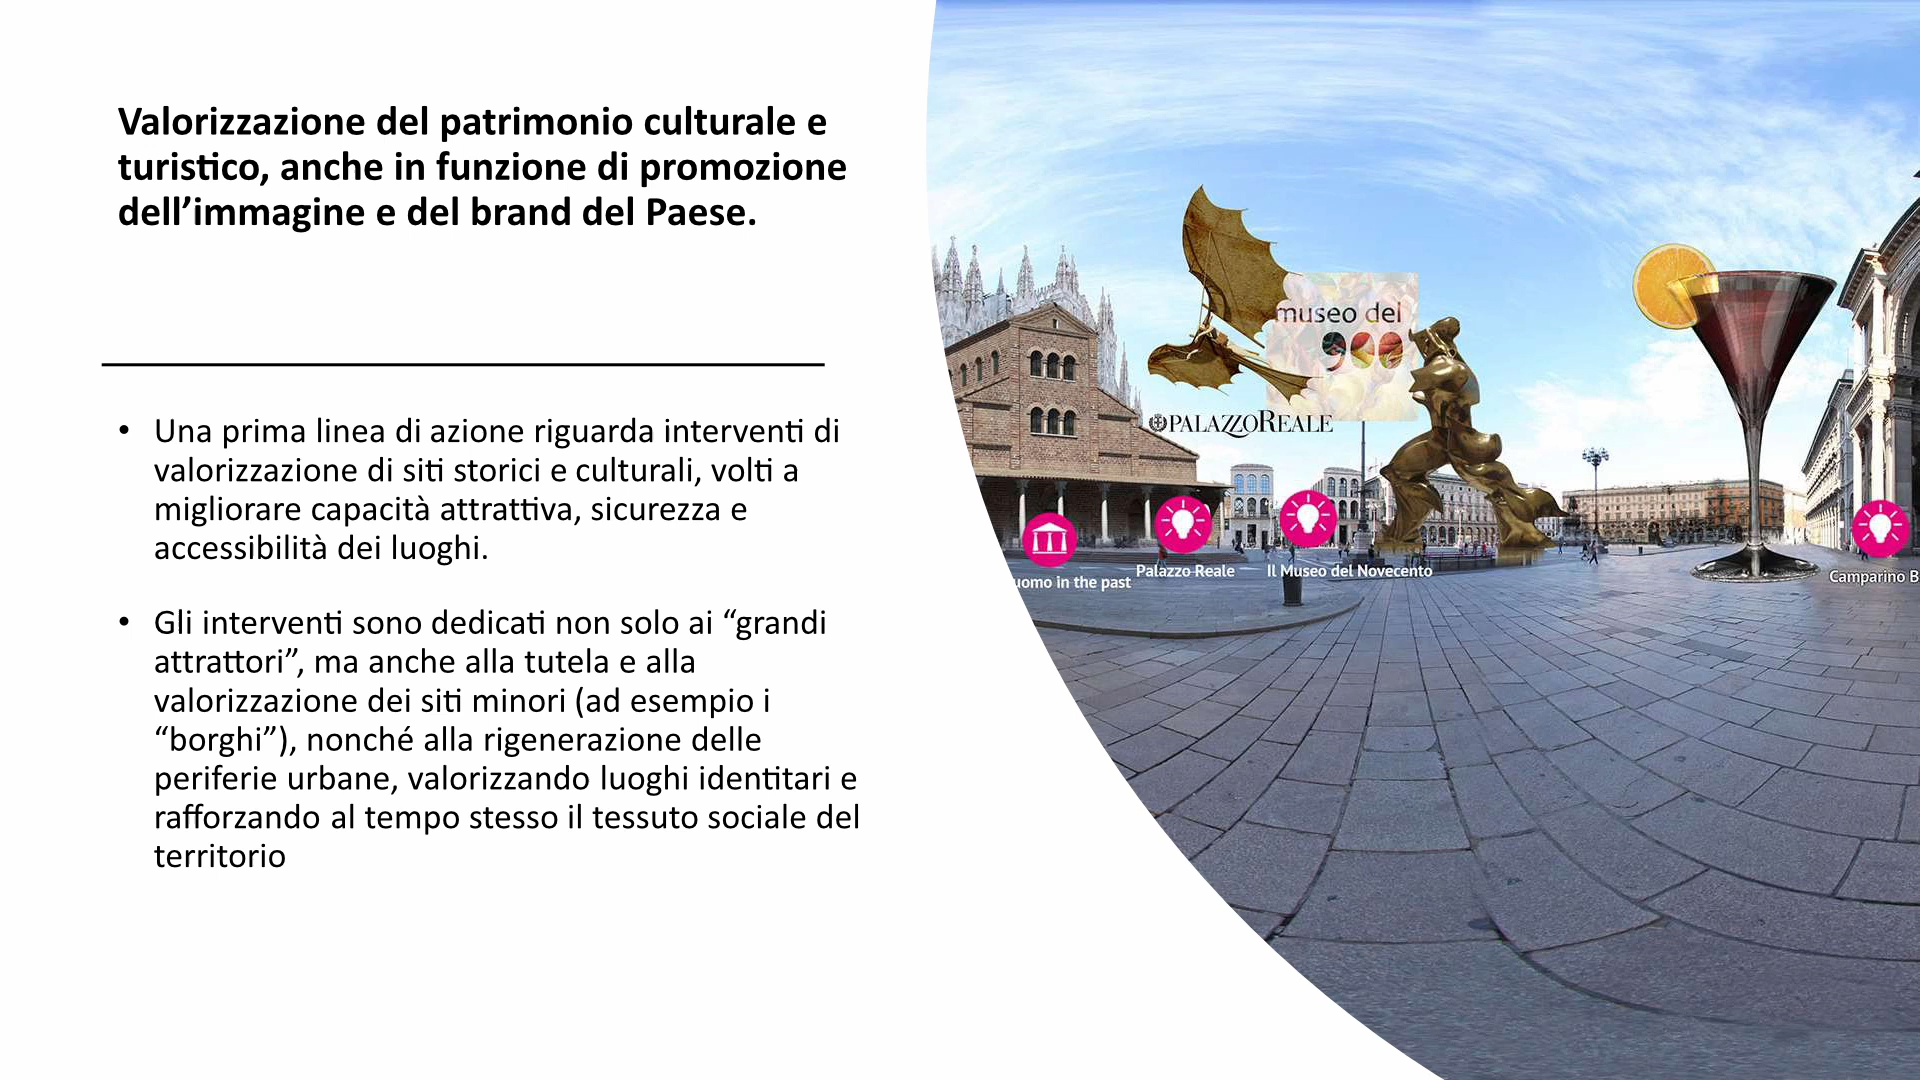 Valorizzazione del patrimonio culturale e
turistico, anche in funzione di promozione
dell’immagine e del brand del Paese.
• Una prima linea di azione riguarda interventi di
valorizzazione di siti storici e culturali, volti a
migliorare capacità attrattiva, sicurezza e
accessibilità dei luoghi.
• Gli interventi sono dedicati non solo ai “grandi
attrattori”, ma anche alla tutela e alla
valorizzazione dei siti minori (ad esempio i
“borghi”), nonché alla rigenerazione delle
periferie urbane, valorizzando luoghi identitari e
rafforzando al tempo stesso il tessuto sociale del
territorio
museo del
900
PALAZZOREALE
uomo in the past
Palazzo Reale
Il Museo del Novecento
Camparino B